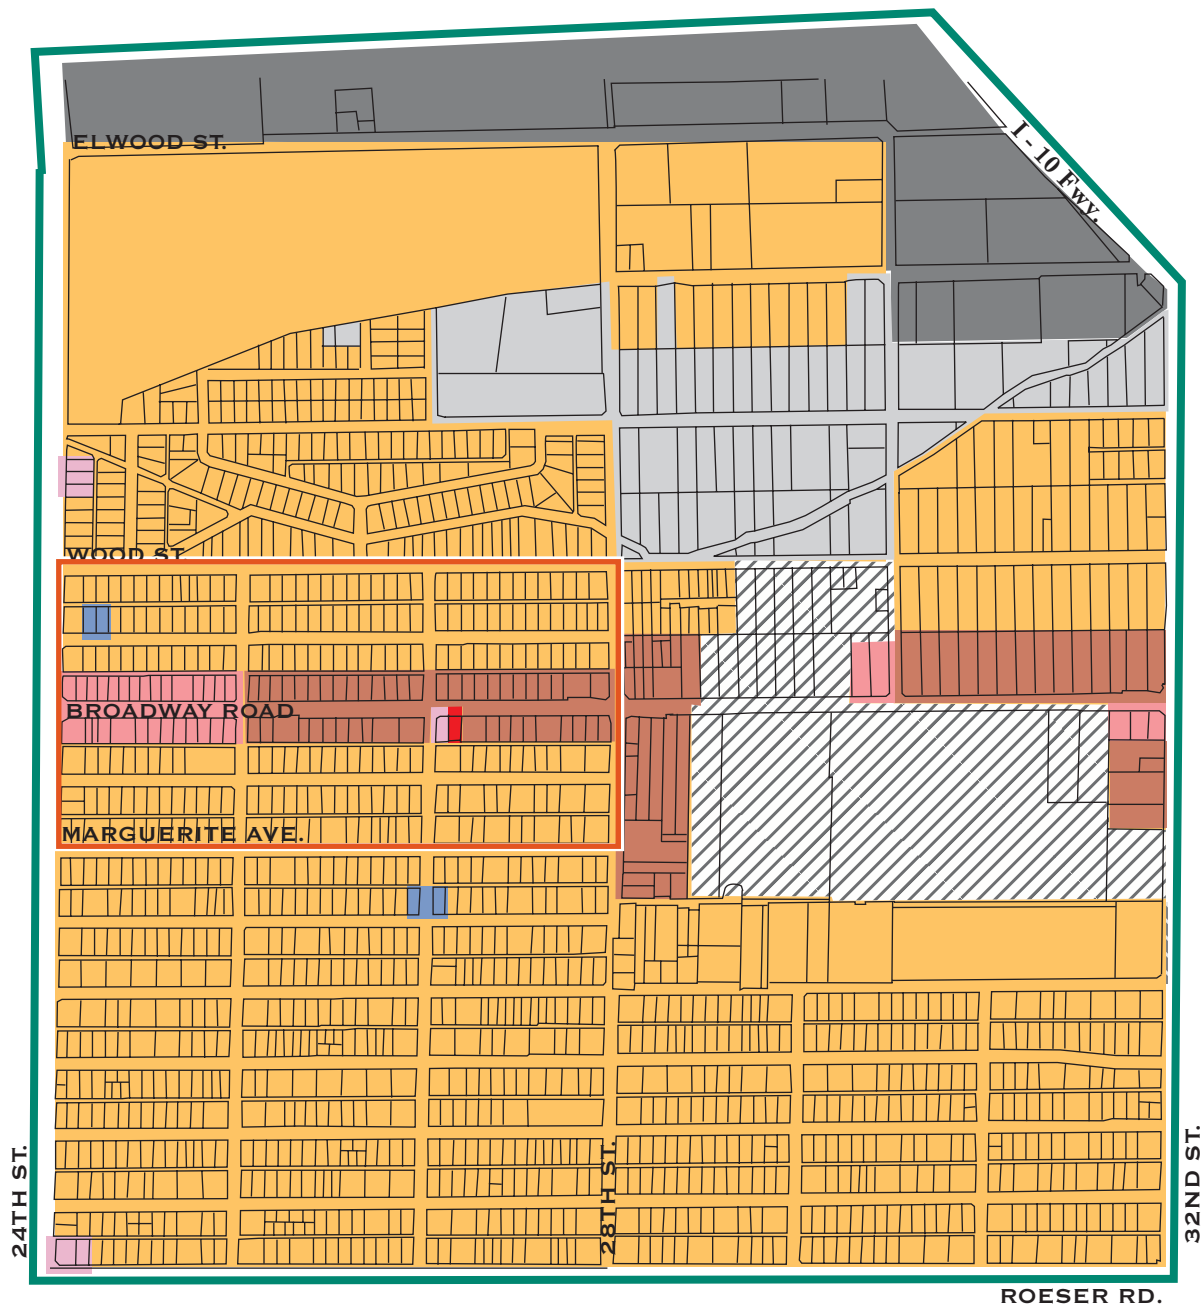 ELWOOD ST.
I - 10 Fwy.
WOOD ST
BROADWAY ROAD
MARGUERITE AVE.
24TH ST.
28TH ST.
32ND ST.
ROESER RD.